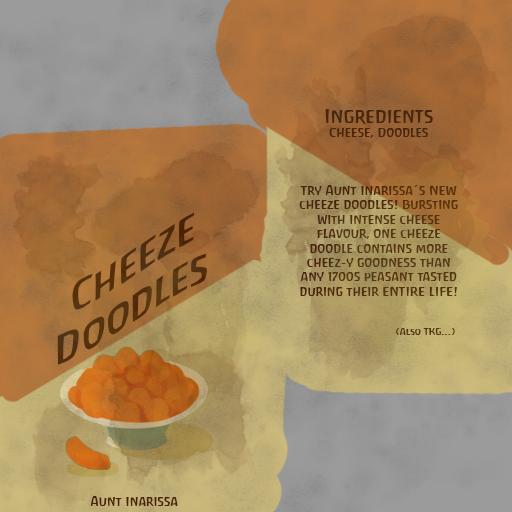 CHEEZE
DOODLES
AUNT INARISSA
INGREDIENTS
CHEESE, DOODLES
TRY AUNT INARISSA´S NEW
CHEEZE DOODLES! BURSTING
WITH INTENSE CHEESE
FLAVOUR, ONE CHEEZE
DOODLE CONTAINS MORE
CHEEZ-Y GOODNESS THAN
ANY 1700S PEASANT TASTED
DURING THEIR ENTIRE LIFE!
(ALSO TKG...)